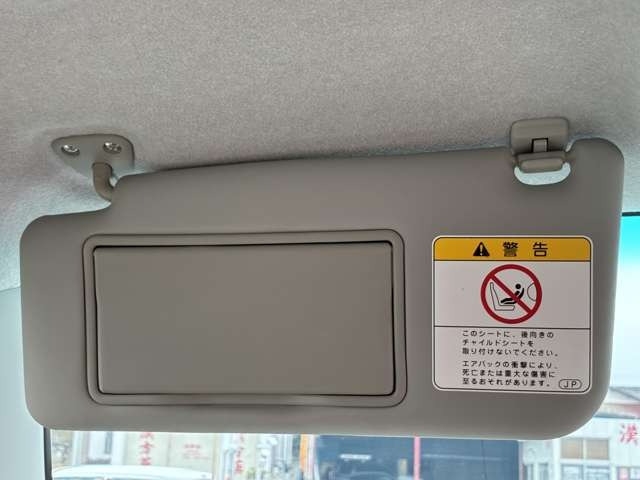 警告
このシートに、後向きの
チャイルドシートを
取り付けないでください。
エアバックの衝撃により、
死亡または重大な傷害に
至るおそれがあります。
JP
漢